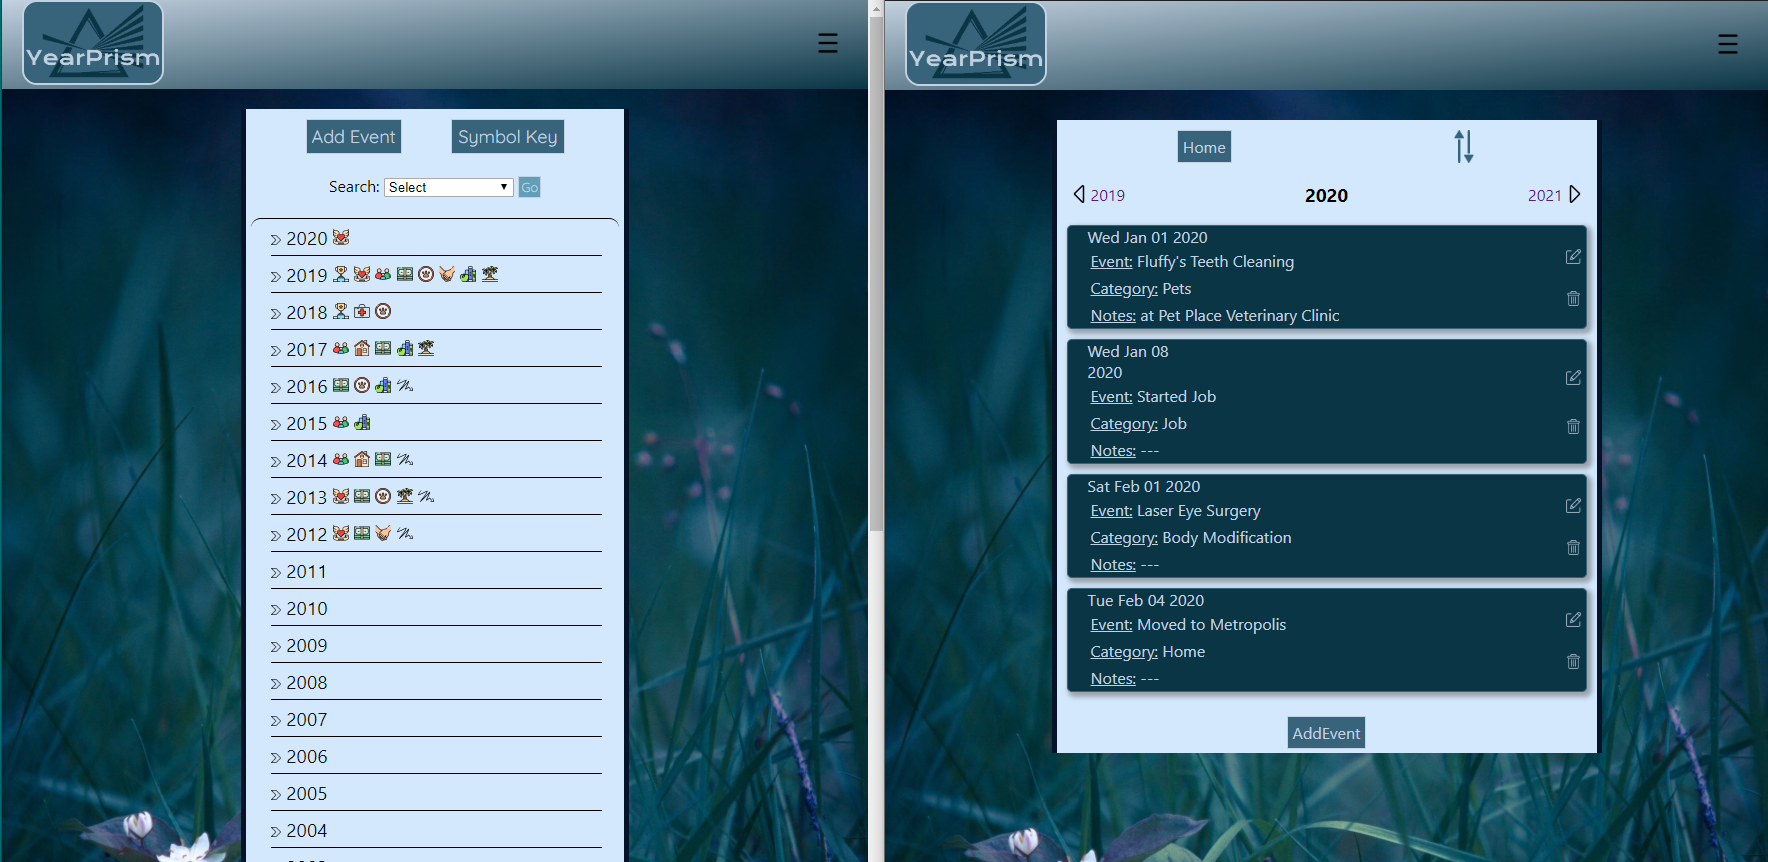 YearPrism
Add Event
Symbol Key
Search: Select Go
2020
2019
2018
2017
2016
2015
2014
2013
2012
2011
2010
2009
2008
2007
2006
2005
2004
YearPrism
Home
2019
2020
2021
Wed Jan 01 2020
Event: Fluffy's Teeth Cleaning
Category: Pets
Notes: at Pet Place Veterinary Clinic
Wed Jan 08
2020
Event: Started Job
Category: Job
Notes: ---
Sat Feb 01 2020
Event: Laser Eye Surgery
Category: Body Modification
Notes: ---
Tue Feb 04 2020
Event: Moved to Metropolis
Category: Home
Notes: ---
AddEvent